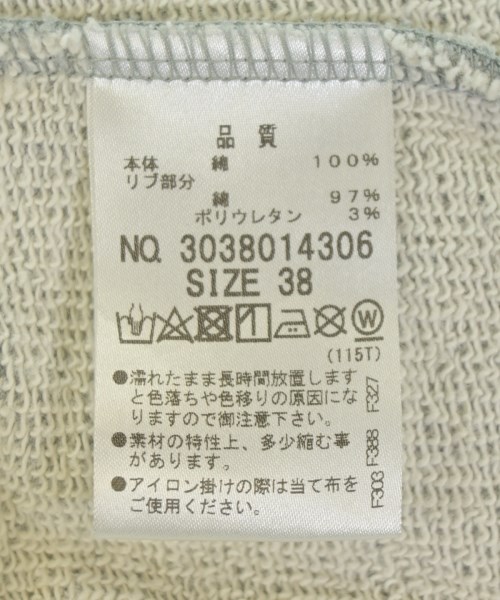 品質
本体 綿 100%
リブ部分
綿 97%
ポリウレタン 3%
NO. 3038014306
SIZE 38
W
(115T)
●濡れたまま長時間放置します
と色落ちや色移りの原因にな
りますので御注意下さい。
●素材の特性上、多少縮む事
があります。
●アイロン掛けの際は当て布を
ご使用ください。
F303 F388 F327